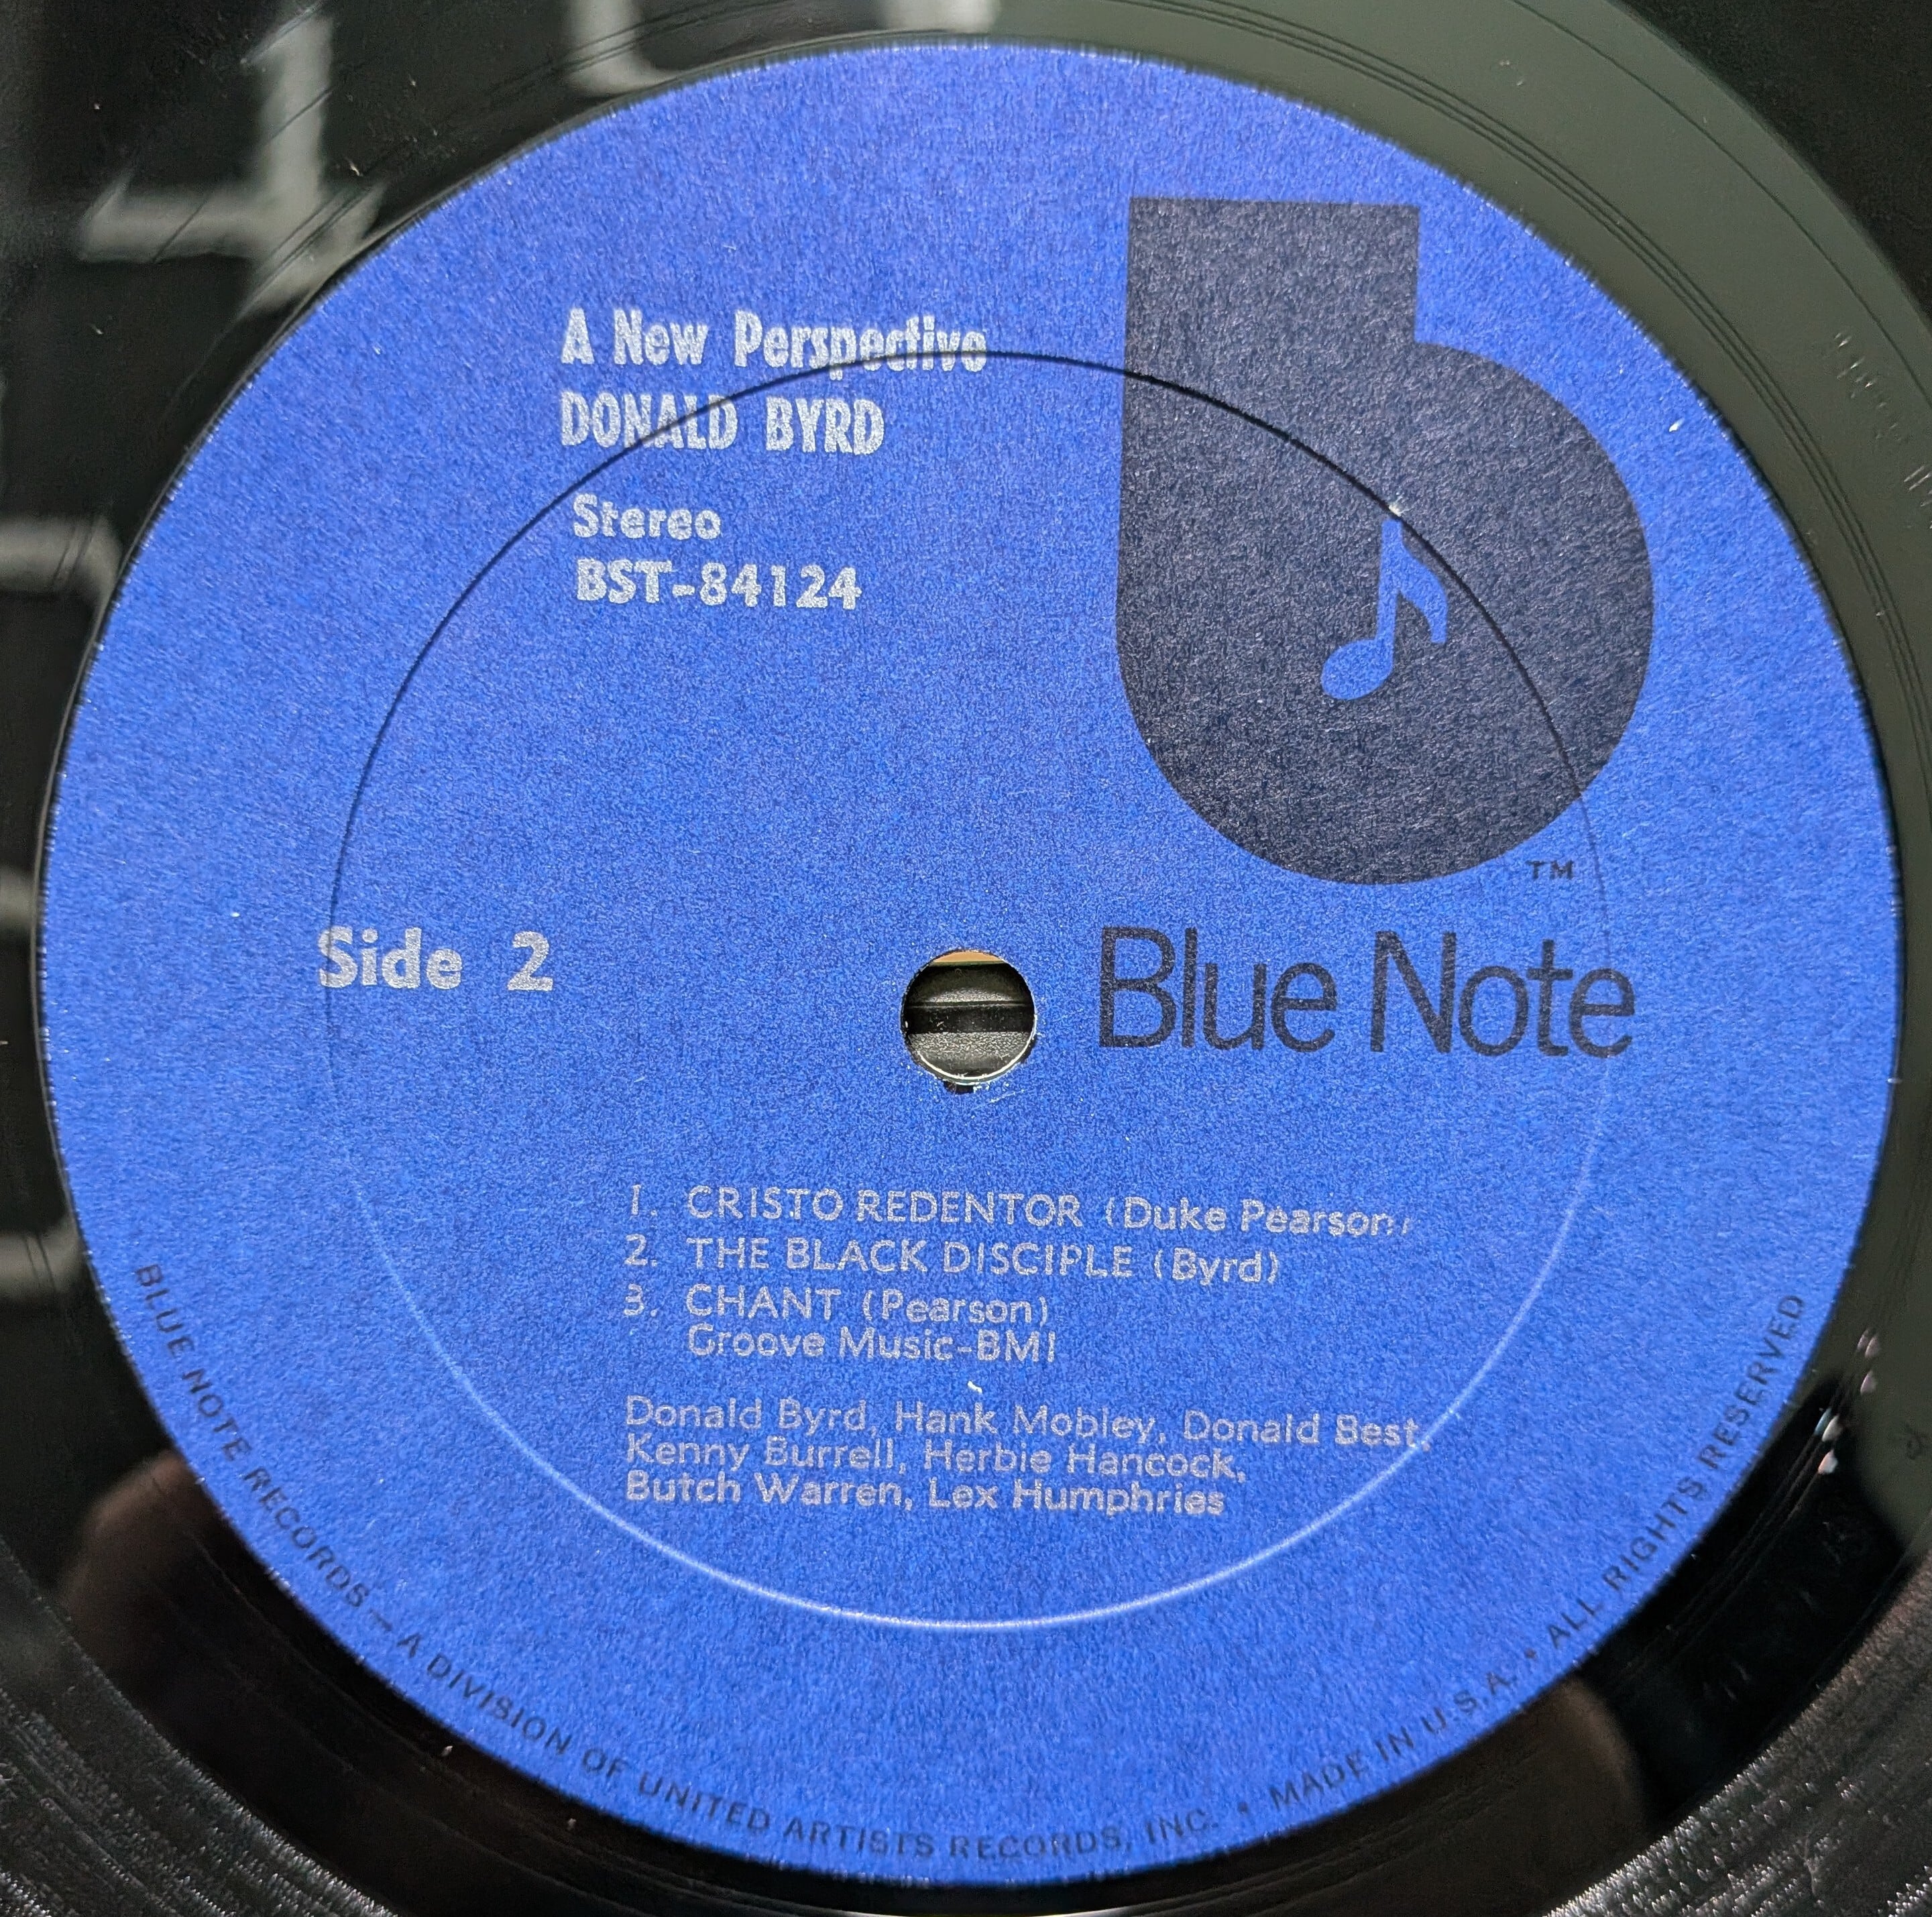 A New Perspective
DONALD BYRD
Stereo
BST-84124
TM
Side 2
Blue Note
1. CRISTO REDENTOR (Duke Pearson)
2. THE BLACK DISCIPLE (Byrd)
3. CHANT (Pearson)
Groove Music-BMI
Donald Byrd, Hank Mobley, Donald Best,
Kenny Burrell, Herbie Hancock,
Butch Warren, Lex Humphries
BLUE NOTE RECORDS — A DIVISION OF UNITED ARTISTS RECORDS, INC. • MADE IN U.S.A. • ALL RIGHTS RESERVED